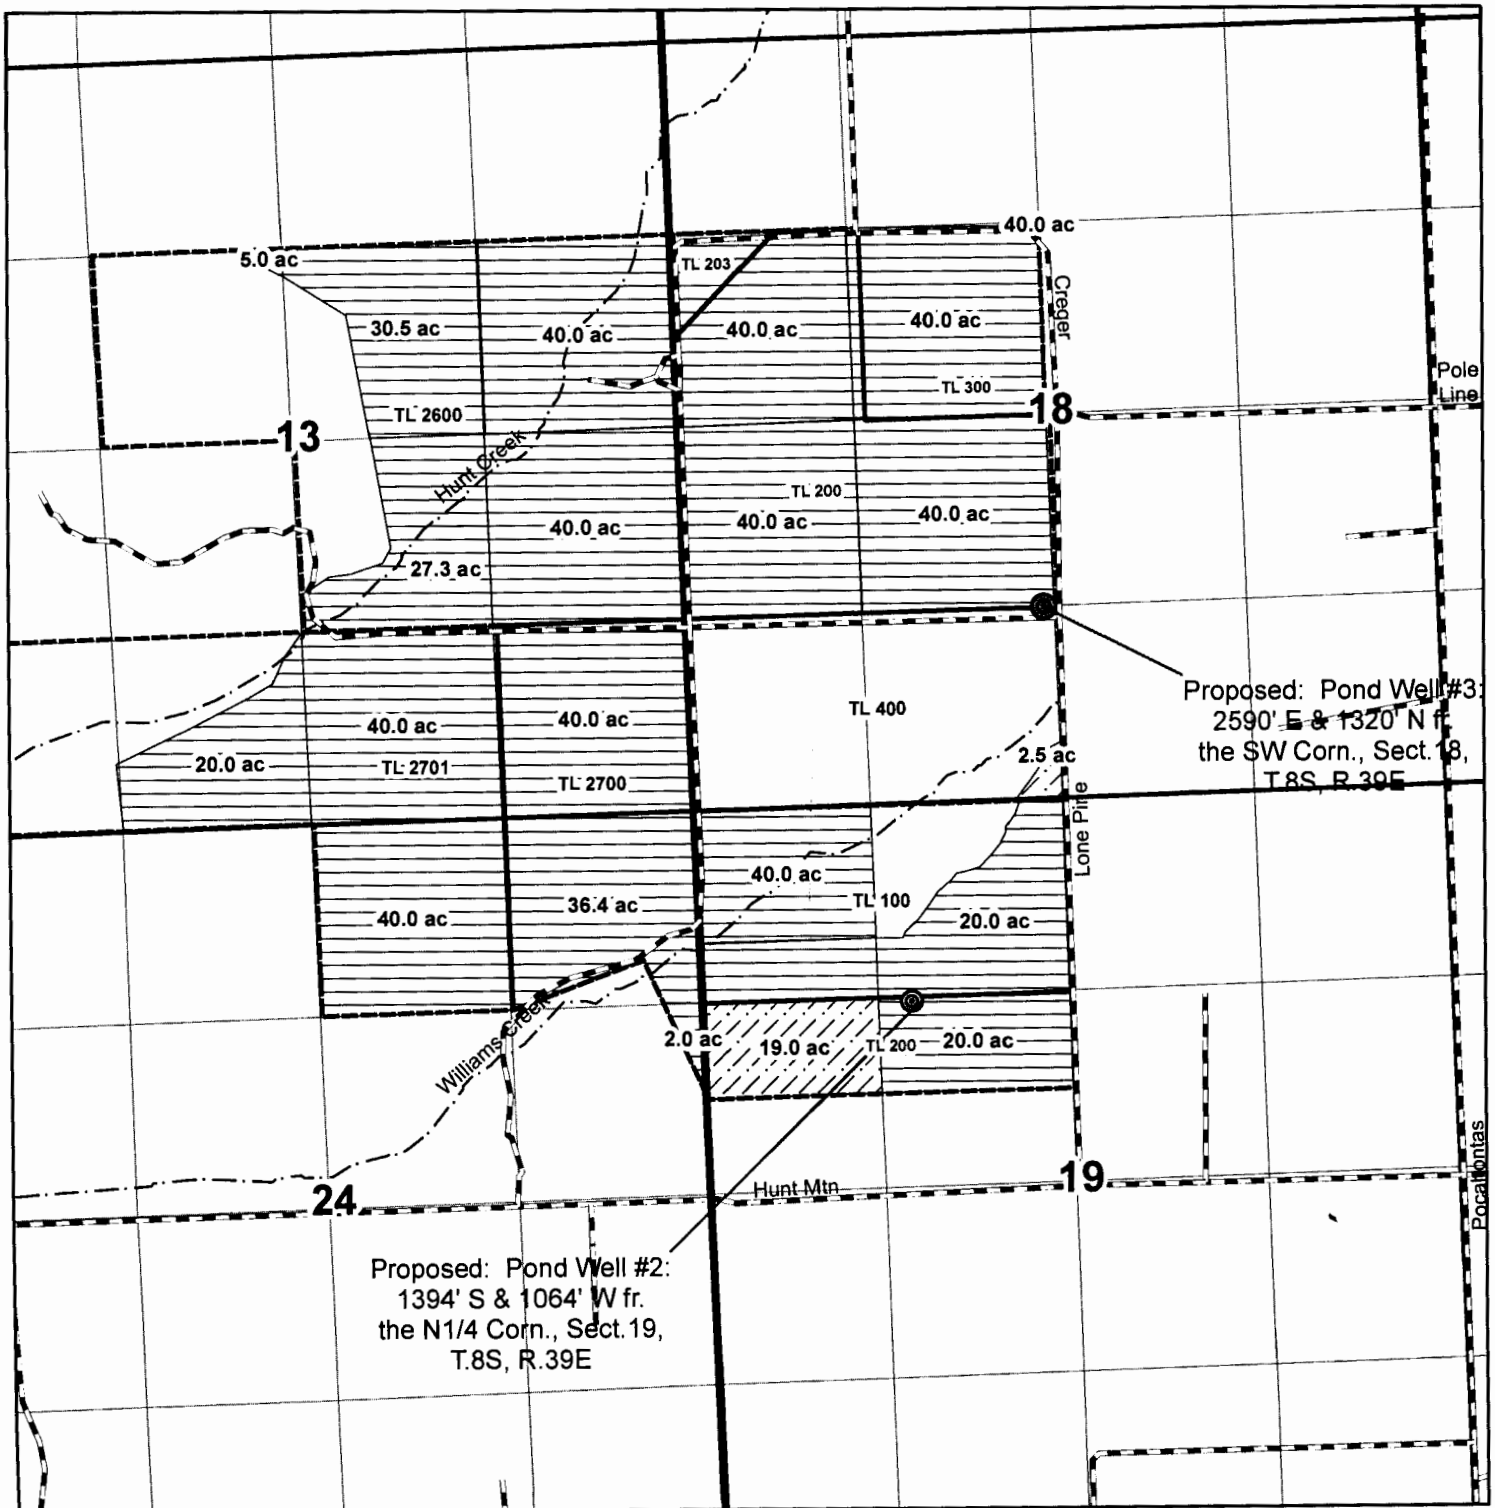 40.0 ac
5.0 ac
TL 203
Creger
30.5 ac
40.0 ac
40.0 ac
40.0 ac
Pole
Line
TL 300
TL 2600
18
13
Hunt Creek
TL 200
40.0 ac
40.0 ac
40.0 ac
27.3 ac
Proposed: Pond Well #3:
2590' E & 1320' N fr.
the SW Corn., Sect.18,
T.8S, R.39E
TL 400
40.0 ac
40.0 ac
20.0 ac
TL 2701
TL 2700
2.5 ac
Lone Pine
40.0 ac
TL 100
36.4 ac
40.0 ac
20.0 ac
Williams Creek
2.0 ac
19.0 ac
TL 200
20.0 ac
Pocahontas
19
Hunt Mtn
24
Proposed: Pond Well #2:
1394' S & 1064' W fr.
the N1/4 Corn., Sect.19,
T.8S, R.39E